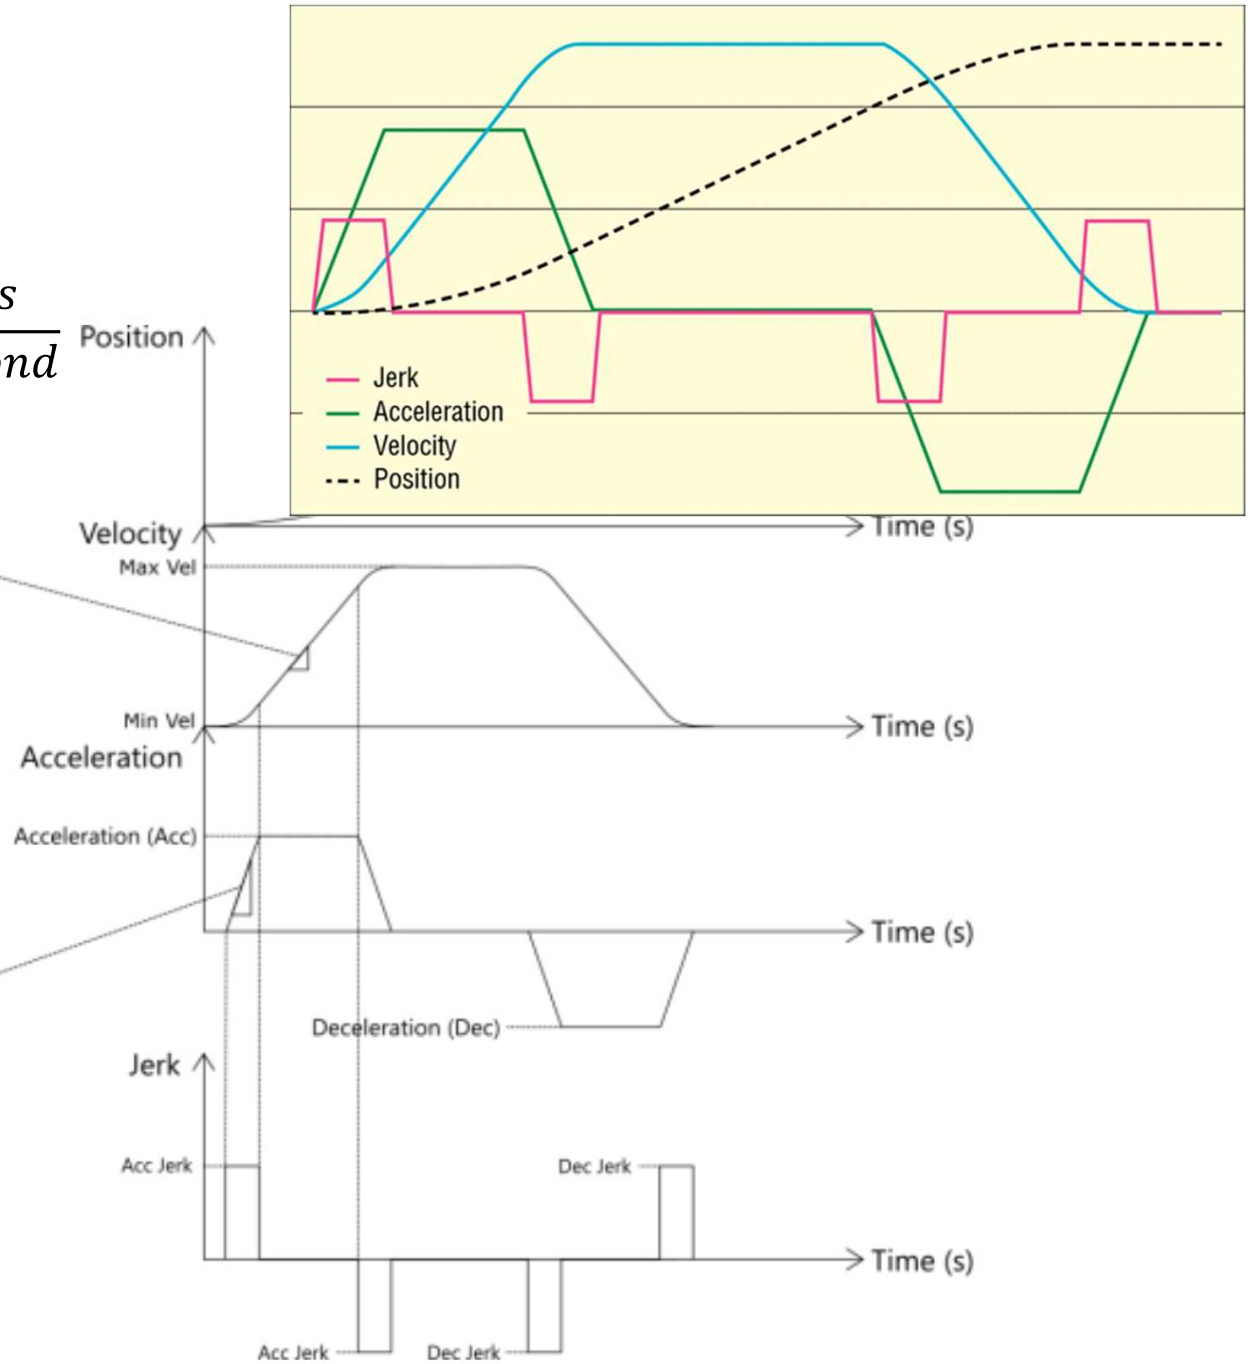 s
ond
Position
Jerk
Acceleration
Velocity
Position
Time (s)
Velocity
Max Vel
Min Vel
Time (s)
Acceleration
Acceleration (Acc)
Time (s)
Deceleration (Dec)
Jerk
Acc Jerk
Dec Jerk
Time (s)
Acc Jerk
Dec Jerk